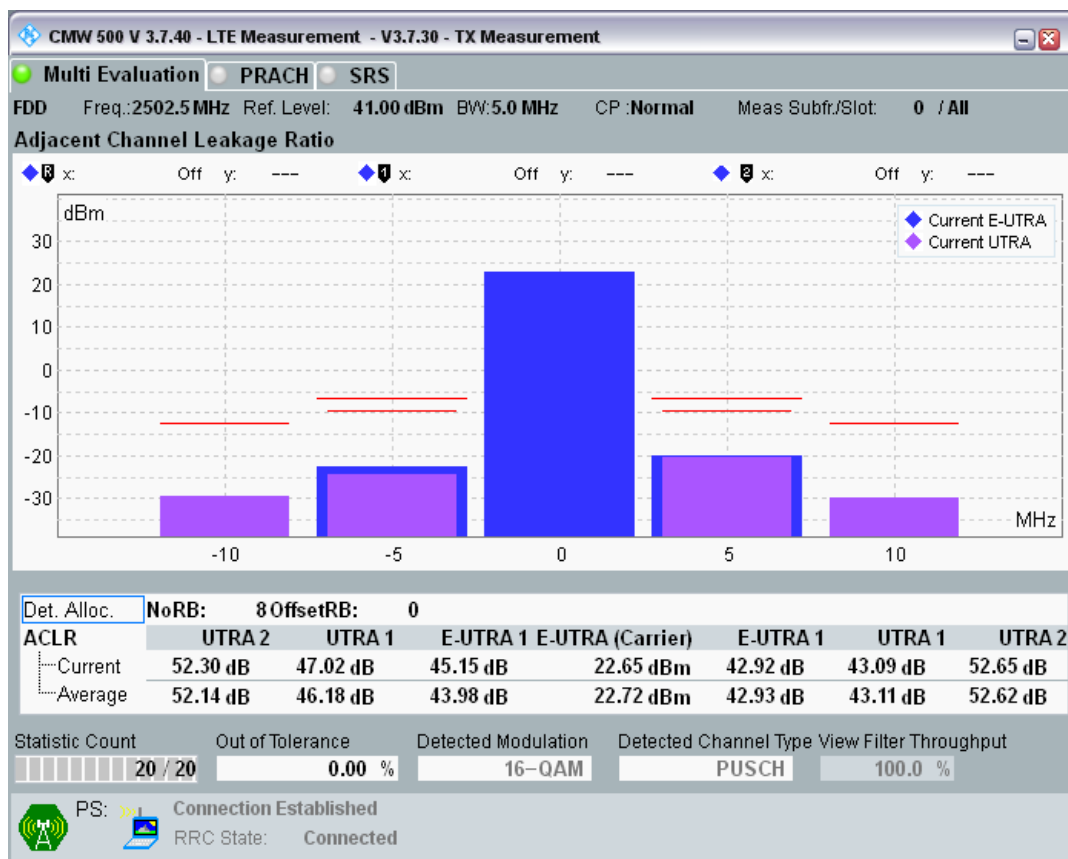 CMW 500 V 3.7.40 - LTE Measurement - V3.7.30 - TX Measurement
Multi Evaluation PRACH SRS
FDD Freq.:2502.5 MHz Ref. Level: 41.00 dBm BW:5.0 MHz CP :Normal Meas Subfr./Slot: 0 / All
Adjacent Channel Leakage Ratio
R x: Off y: --- 1 x: Off y: --- 2 x: Off y: ---
dBm
Current E-UTRA
Current UTRA
30
20
10
0
-10
-20
-30
MHz
-10 -5 0 5 10
Det. Alloc. NoRB: 8 OffsetRB: 0
ACLR UTRA 2 UTRA 1 E-UTRA 1 E-UTRA (Carrier) E-UTRA 1 UTRA 1 UTRA 2
Current 52.30 dB 47.02 dB 45.15 dB 22.65 dBm 42.92 dB 43.09 dB 52.65 dB
Average 52.14 dB 46.18 dB 43.98 dB 22.72 dBm 42.93 dB 43.11 dB 52.62 dB
Statistic Count Out of Tolerance Detected Modulation Detected Channel Type View Filter Throughput
20 / 20 0.00 % 16-QAM PUSCH 100.0 %
PS: Connection Established
RRC State: Connected